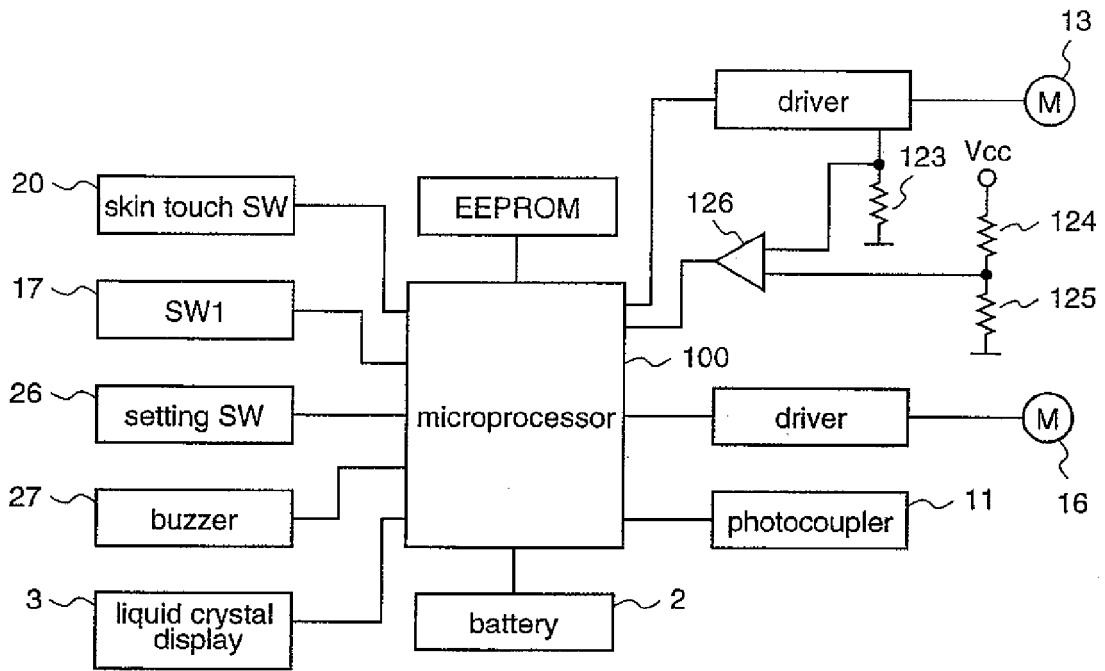 13
driver
M
123
Vcc
20
skin touch SW
EEPROM
126
124
17
SW1
125
100
26
setting SW
microprocessor
driver
M
27
buzzer
11
16
photocoupler
3
liquid crystal
display
2
battery